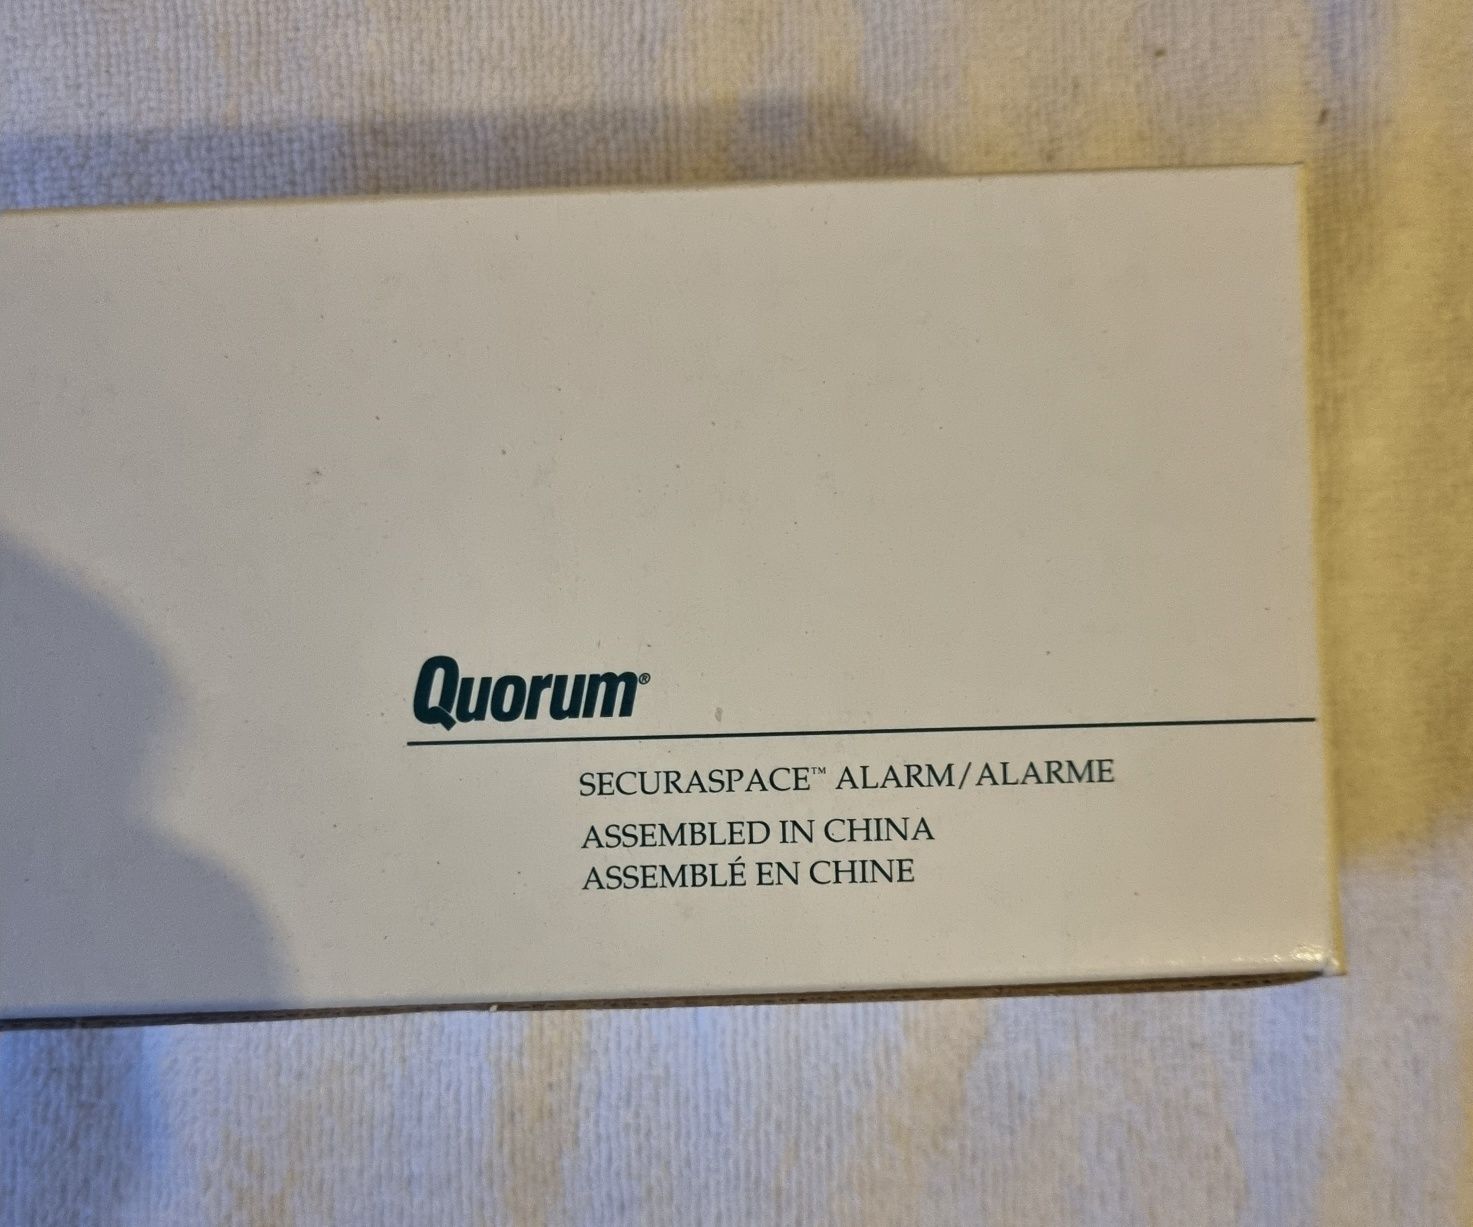 Quorum®
SECURASPACE™ ALARM/ALARME
ASSEMBLED IN CHINA
ASSEMBLÉ EN CHINE